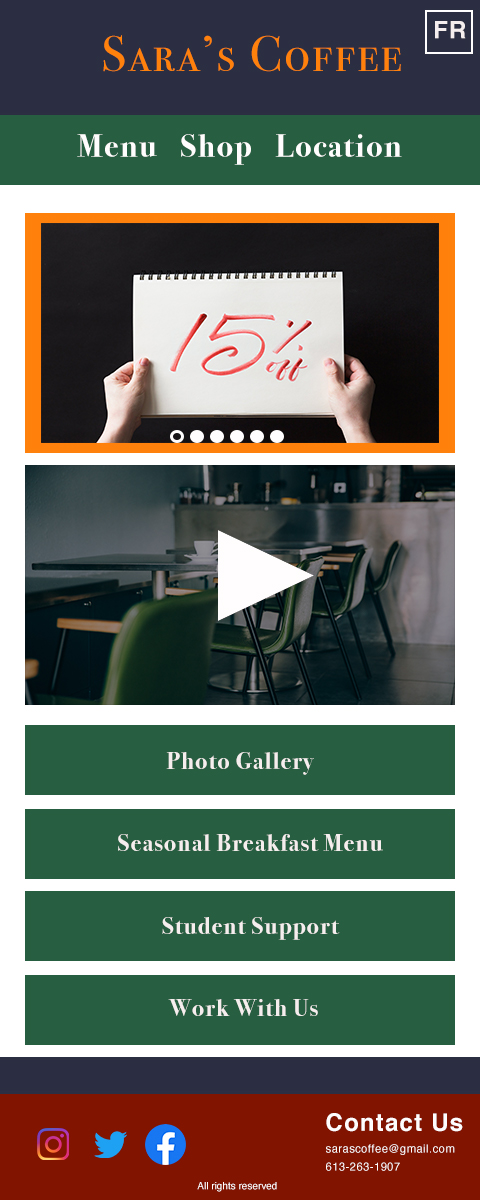 FR
Sara's Coffee
Menu Shop Location
15%
off
Photo Gallery
Seasonal Breakfast Menu
Student Support
Work With Us
Contact Us
sarascoffee@gmail.com
613-263-1907
All rights reserved